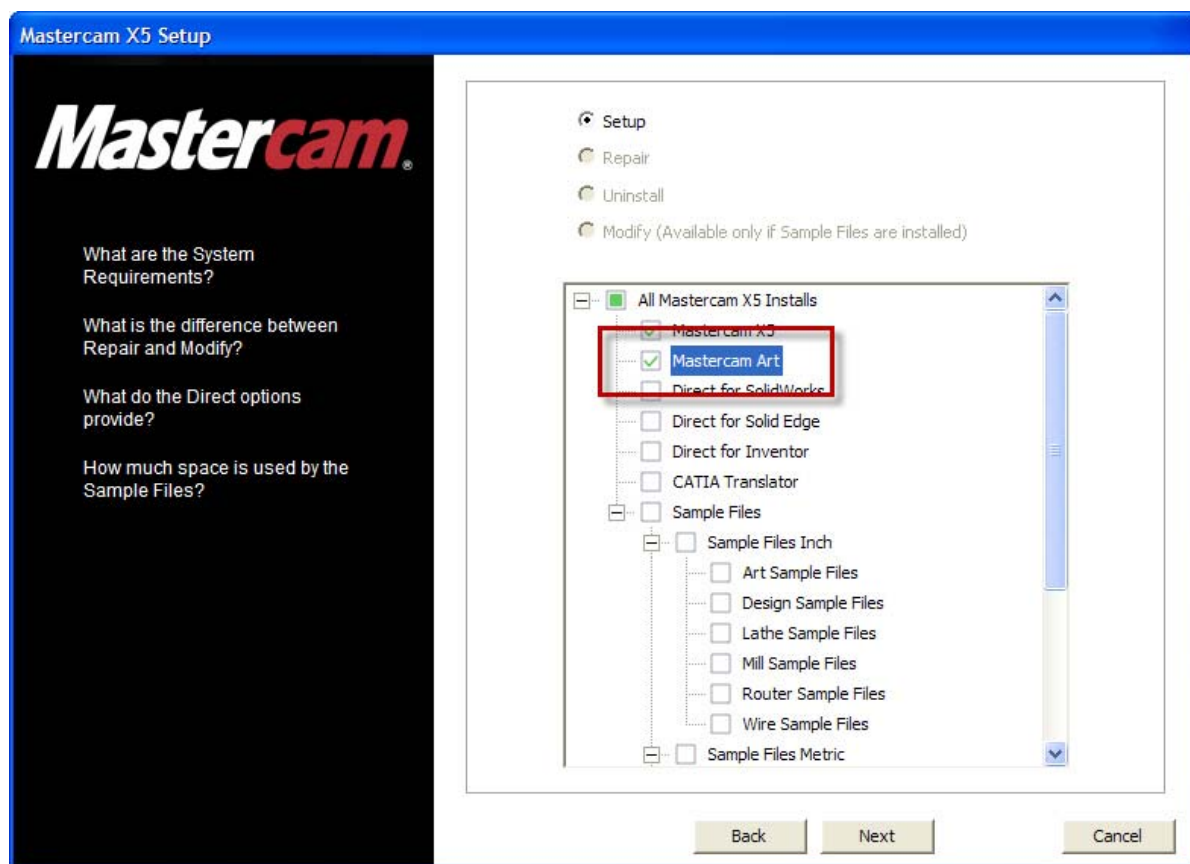 Mastercam X5 Setup
Mastercam®
What are the System
Requirements?
What is the difference between
Repair and Modify?
What do the Direct options
provide?
How much space is used by the
Sample Files?
Setup
Repair
Uninstall
Modify (Available only if Sample Files are installed)
All Mastercam X5 Installs
Mastercam X5
Mastercam Art
Direct for SolidWorks
Direct for Solid Edge
Direct for Inventor
CATIA Translator
Sample Files
Sample Files Inch
Art Sample Files
Design Sample Files
Lathe Sample Files
Mill Sample Files
Router Sample Files
Wire Sample Files
Sample Files Metric
Back Next Cancel